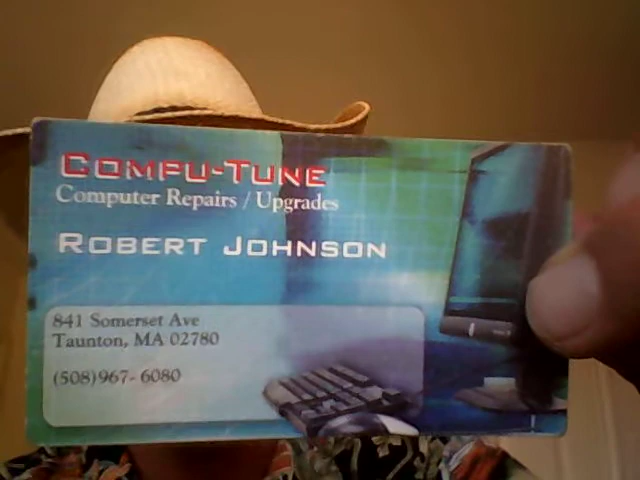 COMPU-TUNE
Computer Repairs / Upgrades
ROBERT JOHNSON
841 Somerset Ave
Taunton, MA 02780
(508)967- 6080